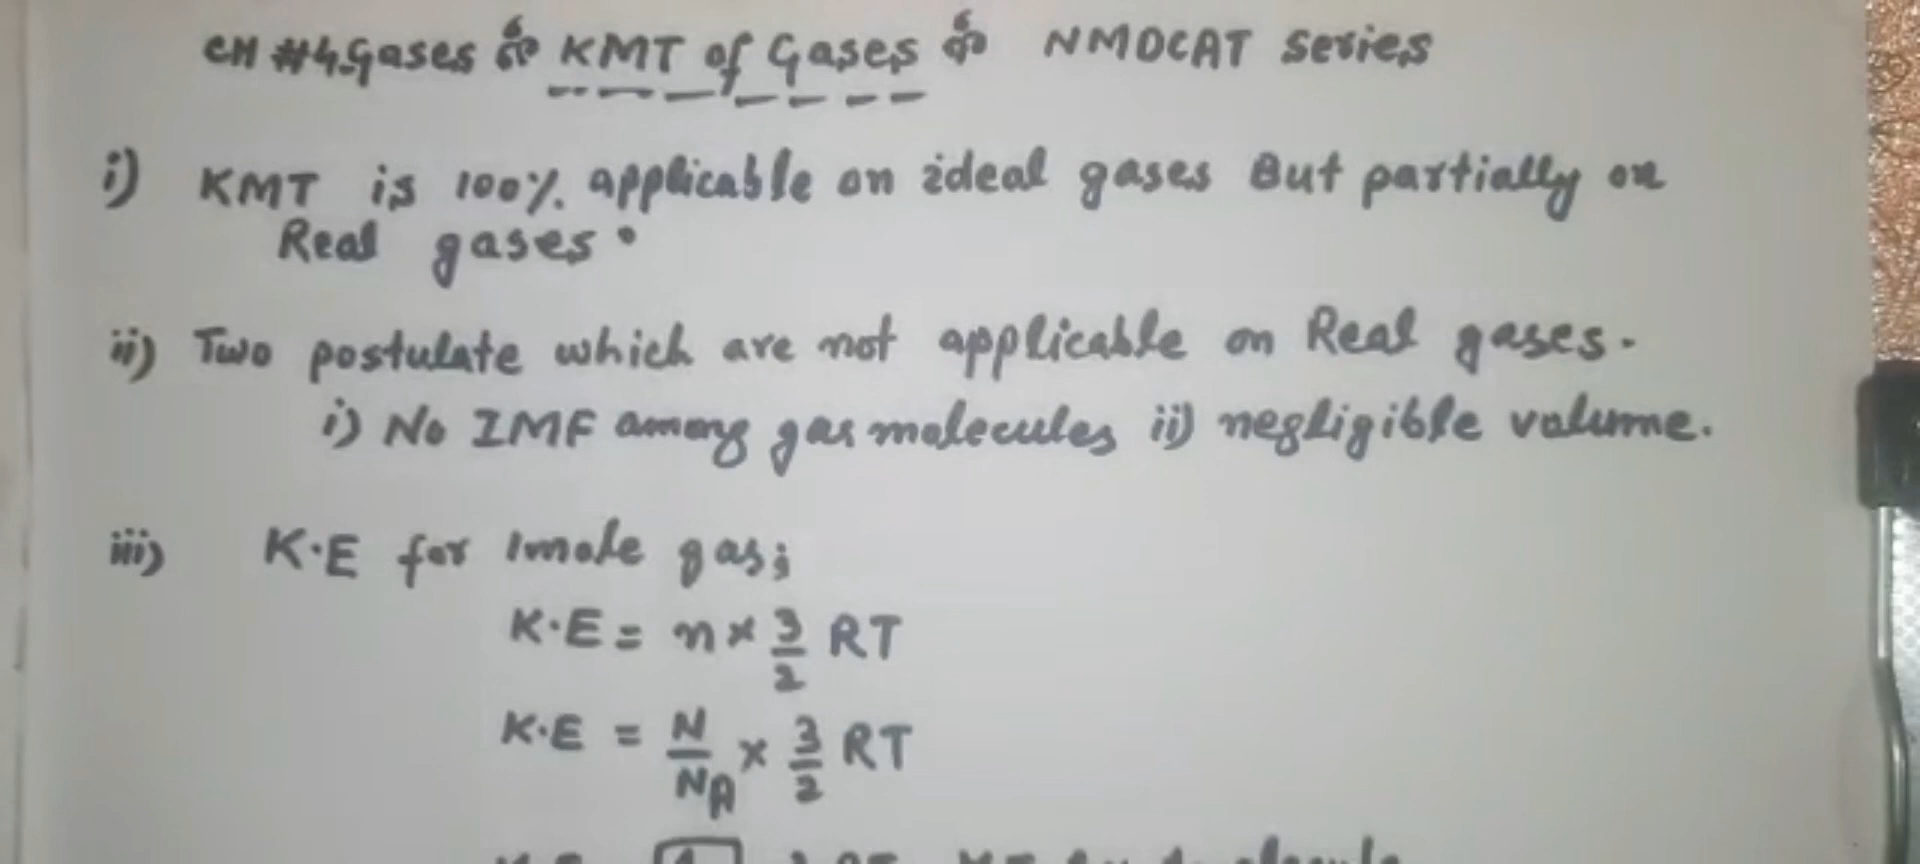 CH #4 Gases KMT of Gases NMDCAT Series
i) KMT is 100% applicable on ideal gases But partially on
Real gases.
ii) Two postulate which are not applicable on Real gases.
i) No IMF among gas molecules ii) negligible volume.
iii) K.E for 1mole gas;
K.E = n × 3/2 RT
K.E = N/NA × 3/2 RT